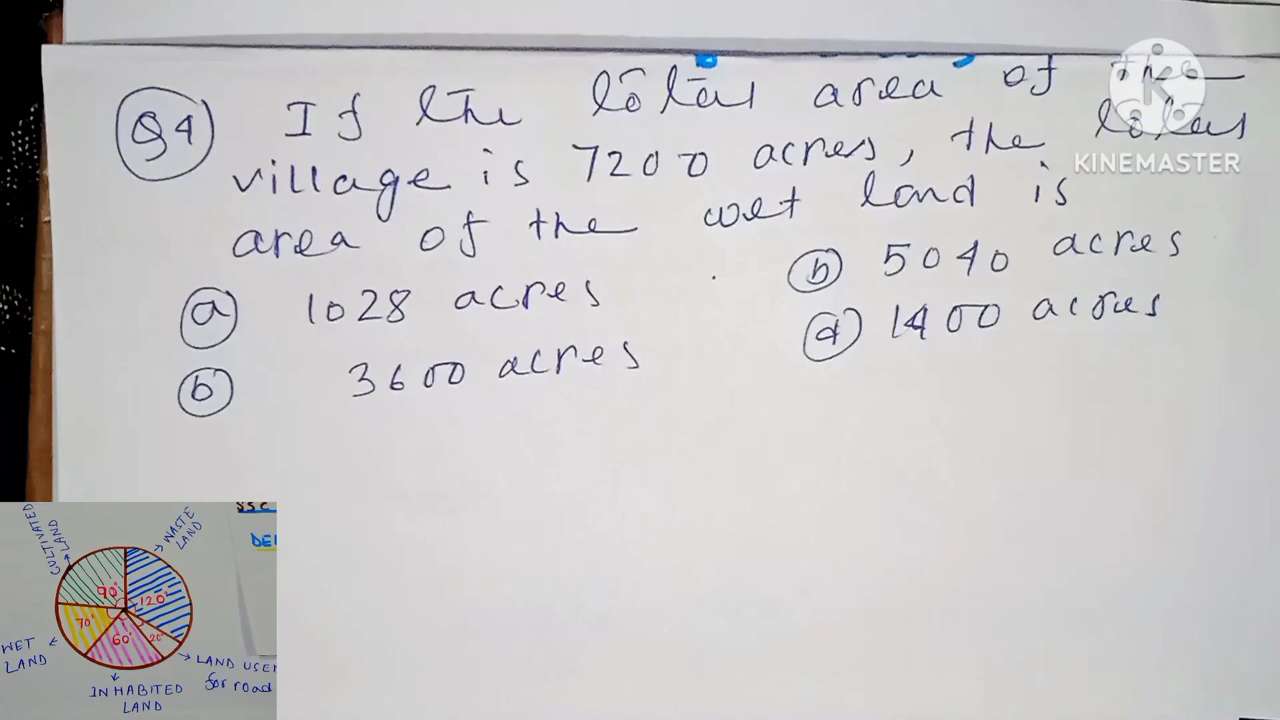 Q4 If the total area of the
village is 7200 acres, the total
area of the wet land is
a 1028 acres
b 5040 acres
b 3600 acres
d 1400 acres
KINEMASTER
SSC
CULTIVATED
LAND
WASTE
LAND
90°
120°
70°
60°
20°
WET
LAND
LAND USED
for road
INHABITED
LAND